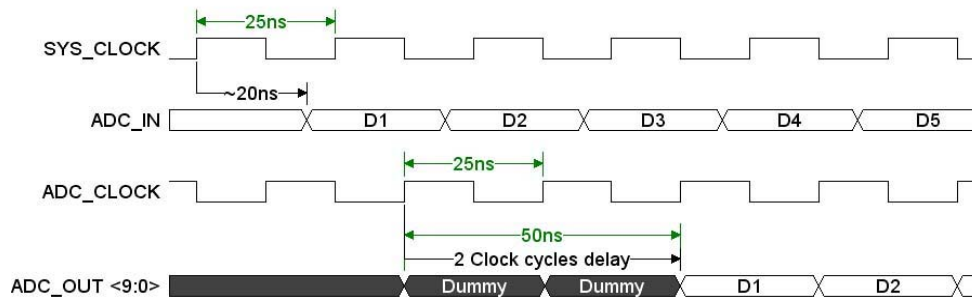 25ns
SYS_CLOCK
~20ns
ADC_IN D1 D2 D3 D4 D5
25ns
ADC_CLOCK
50ns
2 Clock cycles delay
ADC_OUT <9:0> Dummy Dummy D1 D2